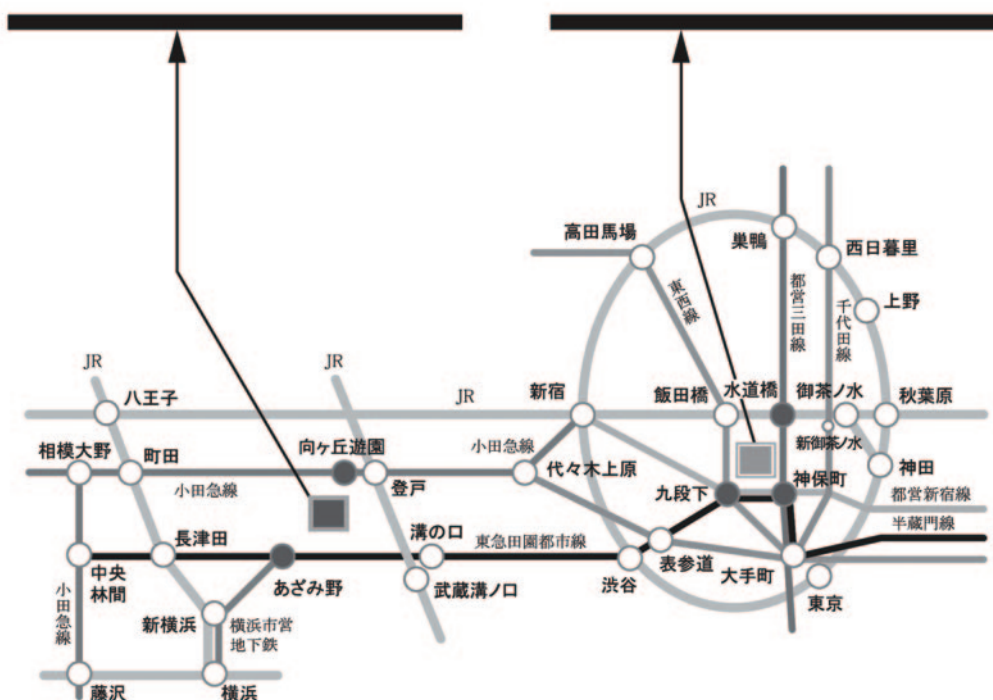 JR
高田馬場
巣鴨
西日暮里
東西線
都営三田線
千代田線
上野
JR
八王子
JR
JR
新宿
飯田橋
水道橋
御茶ノ水
秋葉原
相模大野
町田
向ヶ丘遊園
小田急線
新御茶ノ水
小田急線
登戸
代々木上原
九段下
神保町
神田
都営新宿線
半蔵門線
長津田
溝の口
東急田園都市線
中央
林間
あざみ野
武蔵溝ノ口
渋谷
表参道
大手町
東京
小田急線
新横浜
横浜市営
地下鉄
藤沢
横浜